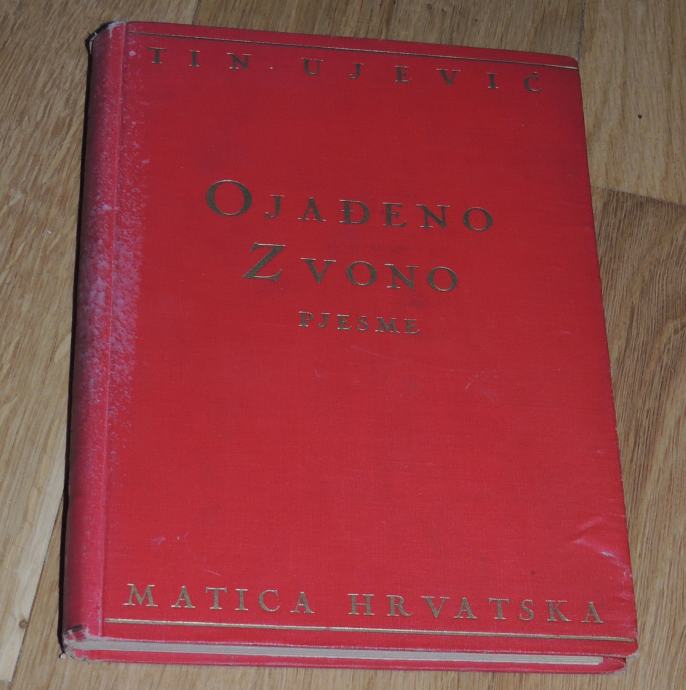 TIN UJEVIĆ
OJAĐENO
ZVONO
PJESME
MATICA HRVATSKA